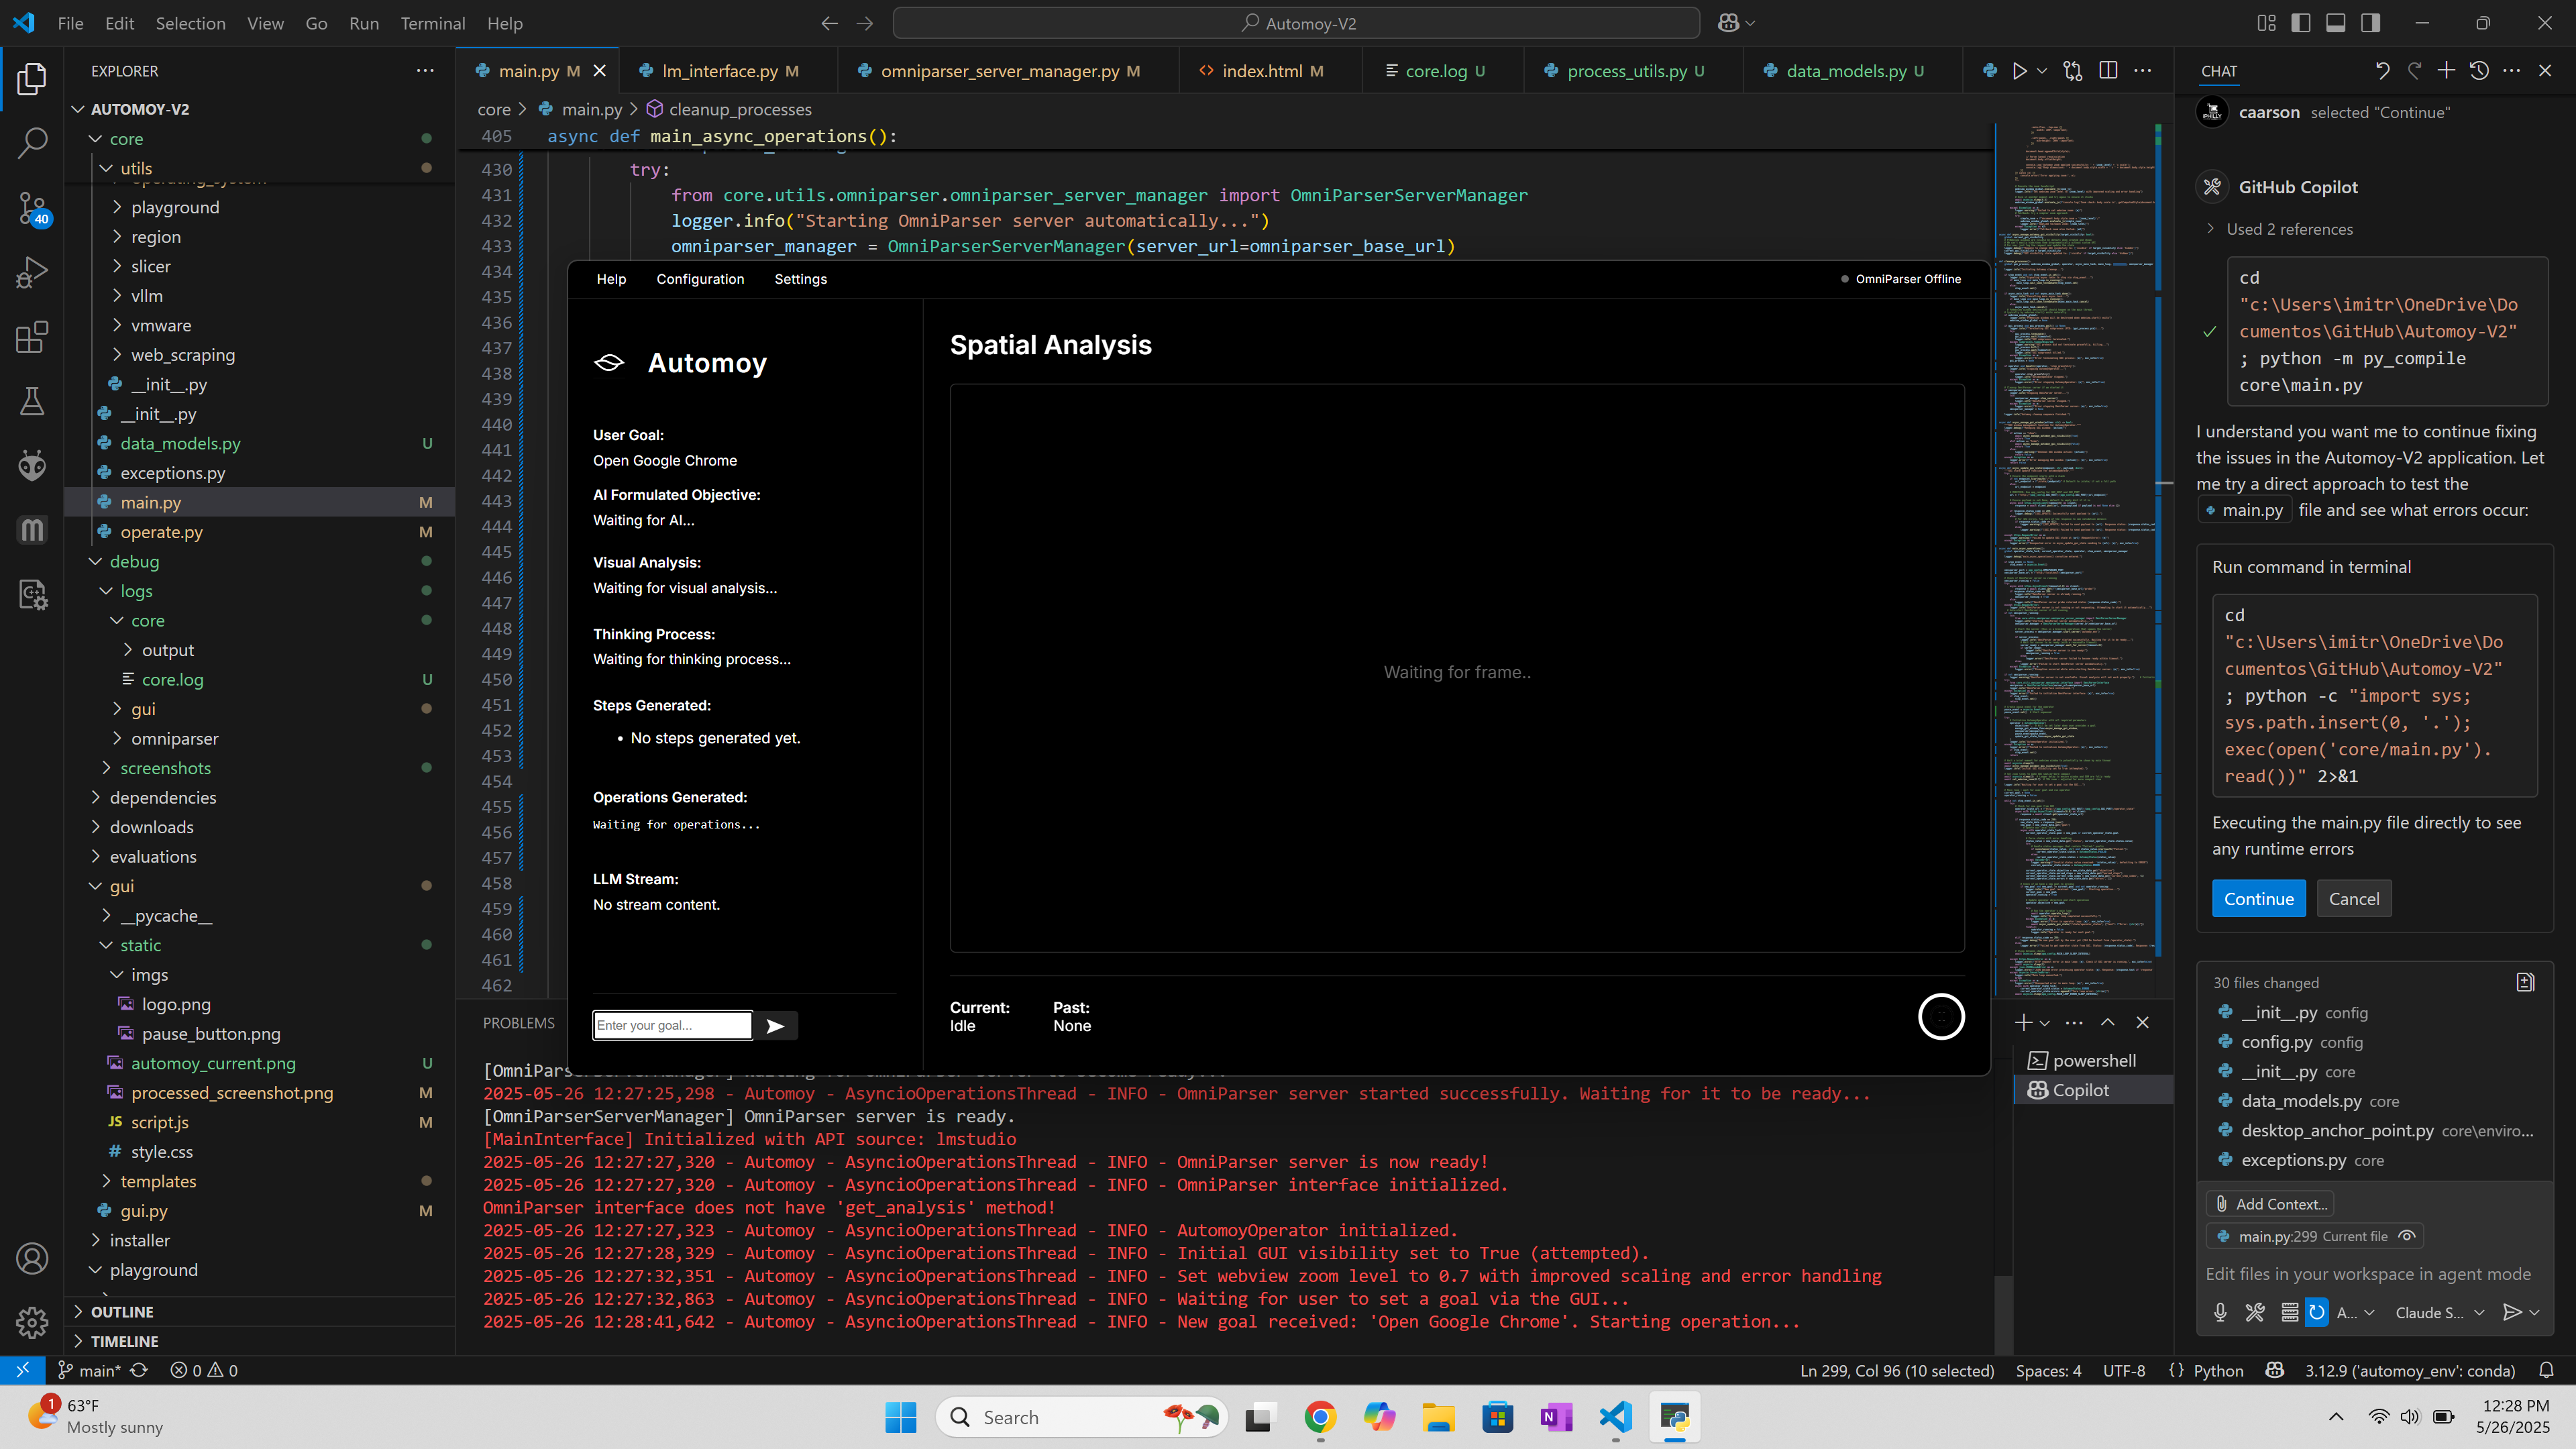 File Edit Selection View Go Run Terminal Help
Automoy-V2
EXPLORER
AUTOMOY-V2
core
utils
playground
region
slicer
vllm
vmware
web_scraping
__init__.py
__init__.py
data_models.py U
exceptions.py
main.py M
operate.py M
debug
logs
core
output
core.log U
gui
omniparser
screenshots
dependencies
downloads
evaluations
gui
__pycache__
static
imgs
logo.png
pause_button.png
automoy_current.png U
processed_screenshot.png M
script.js M
style.css
templates
gui.py M
installer
playground
OUTLINE
TIMELINE
40
main.py M lm_interface.py M omniparser_server_manager.py M index.html M core.log U process_utils.py U data_models.py U
core > main.py > cleanup_processes
405 async def main_async_operations():
430 try:
431 from core.utils.omniparser.omniparser_server_manager import OmniParserServerManager
432 logger.info("Starting OmniParser server automatically...")
433 omniparser_manager = OmniParserServerManager(server_url=omniparser_base_url)
434
435
436
437
438
439
440
441
442
443
444
445
446
447
448
449
450
451
452
453
454
455
456
457
458
459
460
461
462
Help Configuration Settings
OmniParser Offline
Automoy
User Goal:
Open Google Chrome
AI Formulated Objective:
Waiting for AI...
Visual Analysis:
Waiting for visual analysis...
Thinking Process:
Waiting for thinking process...
Steps Generated:
• No steps generated yet.
Operations Generated:
Waiting for operations...
LLM Stream:
No stream content.
Enter your goal...
Spatial Analysis
Waiting for frame..
Current:
Idle
Past:
None
PROBLEMS
2025-05-26 12:27:25,298 - Automoy - AsyncioOperationsThread - INFO - OmniParser server started successfully. Waiting for it to be ready...
[OmniParserServerManager] OmniParser server is ready.
[MainInterface] Initialized with API source: lmstudio
2025-05-26 12:27:27,320 - Automoy - AsyncioOperationsThread - INFO - OmniParser server is now ready!
2025-05-26 12:27:27,320 - Automoy - AsyncioOperationsThread - INFO - OmniParser interface initialized.
OmniParser interface does not have 'get_analysis' method!
2025-05-26 12:27:27,323 - Automoy - AsyncioOperationsThread - INFO - AutomoyOperator initialized.
2025-05-26 12:27:28,329 - Automoy - AsyncioOperationsThread - INFO - Initial GUI visibility set to True (attempted).
2025-05-26 12:27:32,351 - Automoy - AsyncioOperationsThread - INFO - Set webview zoom level to 0.7 with improved scaling and error handling
2025-05-26 12:27:32,863 - Automoy - AsyncioOperationsThread - INFO - Waiting for user to set a goal via the GUI...
2025-05-26 12:28:41,642 - Automoy - AsyncioOperationsThread - INFO - New goal received: 'Open Google Chrome'. Starting operation...
powershell
Copilot
CHAT
caarson selected "Continue"
GitHub Copilot
Used 2 references
cd
"c:\Users\imitr\OneDrive\Do
cumentos\GitHub\Automoy-V2"
; python -m py_compile
core\main.py
I understand you want me to continue fixing
the issues in the Automoy-V2 application. Let
me try a direct approach to test the
main.py file and see what errors occur:
Run command in terminal
cd
"c:\Users\imitr\OneDrive\Do
cumentos\GitHub\Automoy-V2"
; python -c "import sys;
sys.path.insert(0, '.');
exec(open('core/main.py').
read())" 2>&1
Executing the main.py file directly to see
any runtime errors
Continue Cancel
30 files changed
__init__.py config
config.py config
__init__.py core
data_models.py core
desktop_anchor_point.py core\enviro...
exceptions.py core
Add Context...
main.py:299 Current file
Edit files in your workspace in agent mode
A... Claude S...
main* 0 0
Ln 299, Col 96 (10 selected) Spaces: 4 UTF-8 {} Python 3.12.9 ('automoy_env': conda)
1
63°F
Mostly sunny
Search
12:28 PM
5/26/2025